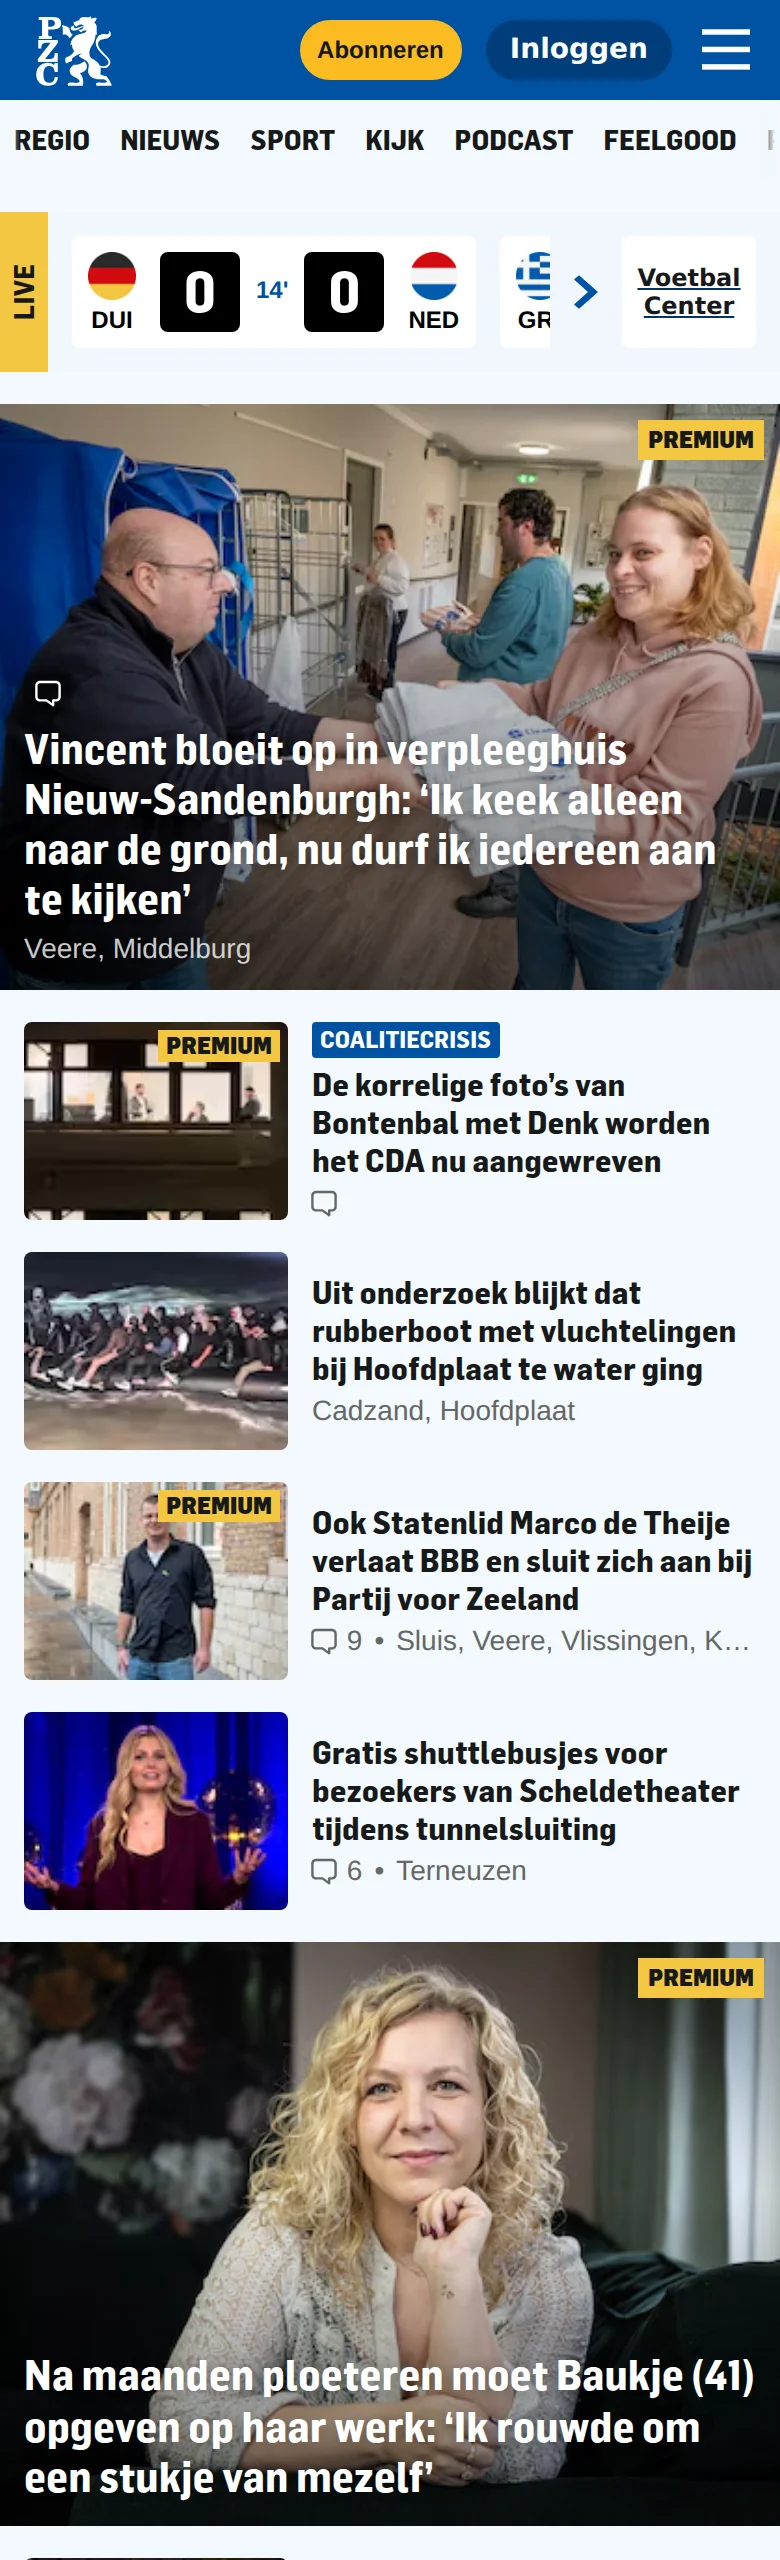 PZC
Abonneren
Inloggen
REGIO NIEUWS SPORT KIJK PODCAST FEELGOOD
LIVE
DUI
0
14'
0
NED
GR
Voetbal
Center
PREMIUM
Vincent bloeit op in verpleeghuis
Nieuw-Sandenburgh: ‘Ik keek alleen
naar de grond, nu durf ik iedereen aan
te kijken’
Veere, Middelburg
PREMIUM
COALITIECRISIS
De korrelige foto’s van
Bontenbal met Denk worden
het CDA nu aangewreven
Uit onderzoek blijkt dat
rubberboot met vluchtelingen
bij Hoofdplaat te water ging
Cadzand, Hoofdplaat
PREMIUM
Ook Statenlid Marco de Theije
verlaat BBB en sluit zich aan bij
Partij voor Zeeland
9 • Sluis, Veere, Vlissingen, K...
Gratis shuttlebusjes voor
bezoekers van Scheldetheater
tijdens tunnelsluiting
6 • Terneuzen
PREMIUM
Na maanden ploeteren moet Baukje (41)
opgeven op haar werk: ‘Ik rouwde om
een stukje van mezelf’